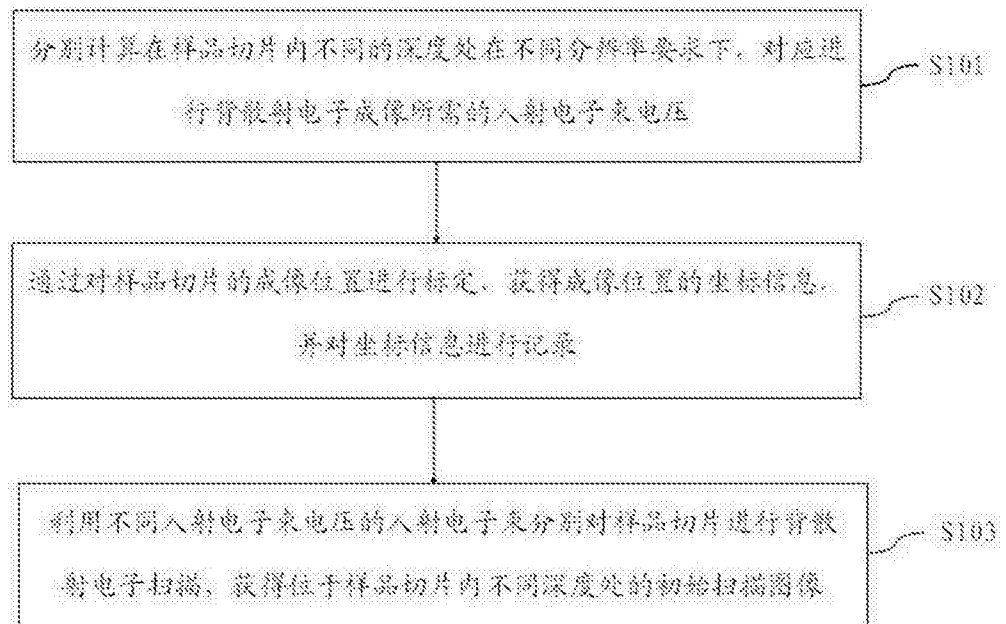 分别计算在样品切片内不同的深度处在不同分辨率要求下，对应进
行背散射电子成像所需的入射电子束电压
S101
通过对样品切片的成像位置进行标定，获得成像位置的坐标信息，
并对坐标信息进行记录
S102
利用不同入射电子束电压的入射电子束分别对样品切片进行背散
射电子扫描，获得位于样品切片内不同深度处的初始扫描图像
S103